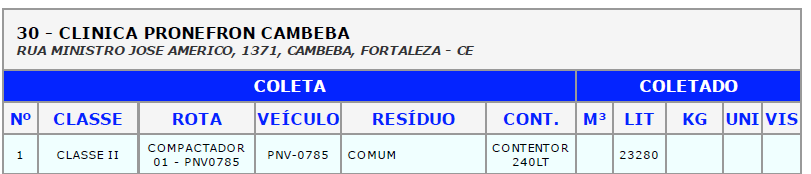 30 - CLINICA PRONEFRON CAMBEBA
RUA MINISTRO JOSE AMERICO, 1371, CAMBEBA, FORTALEZA - CE
COLETA COLETADO
Nº CLASSE ROTA VEÍCULO RESÍDUO CONT. M³ LIT KG UNI VIS
1 CLASSE II COMPACTADOR 01 - PNV0785 PNV-0785 COMUM CONTENTOR 240LT 23280